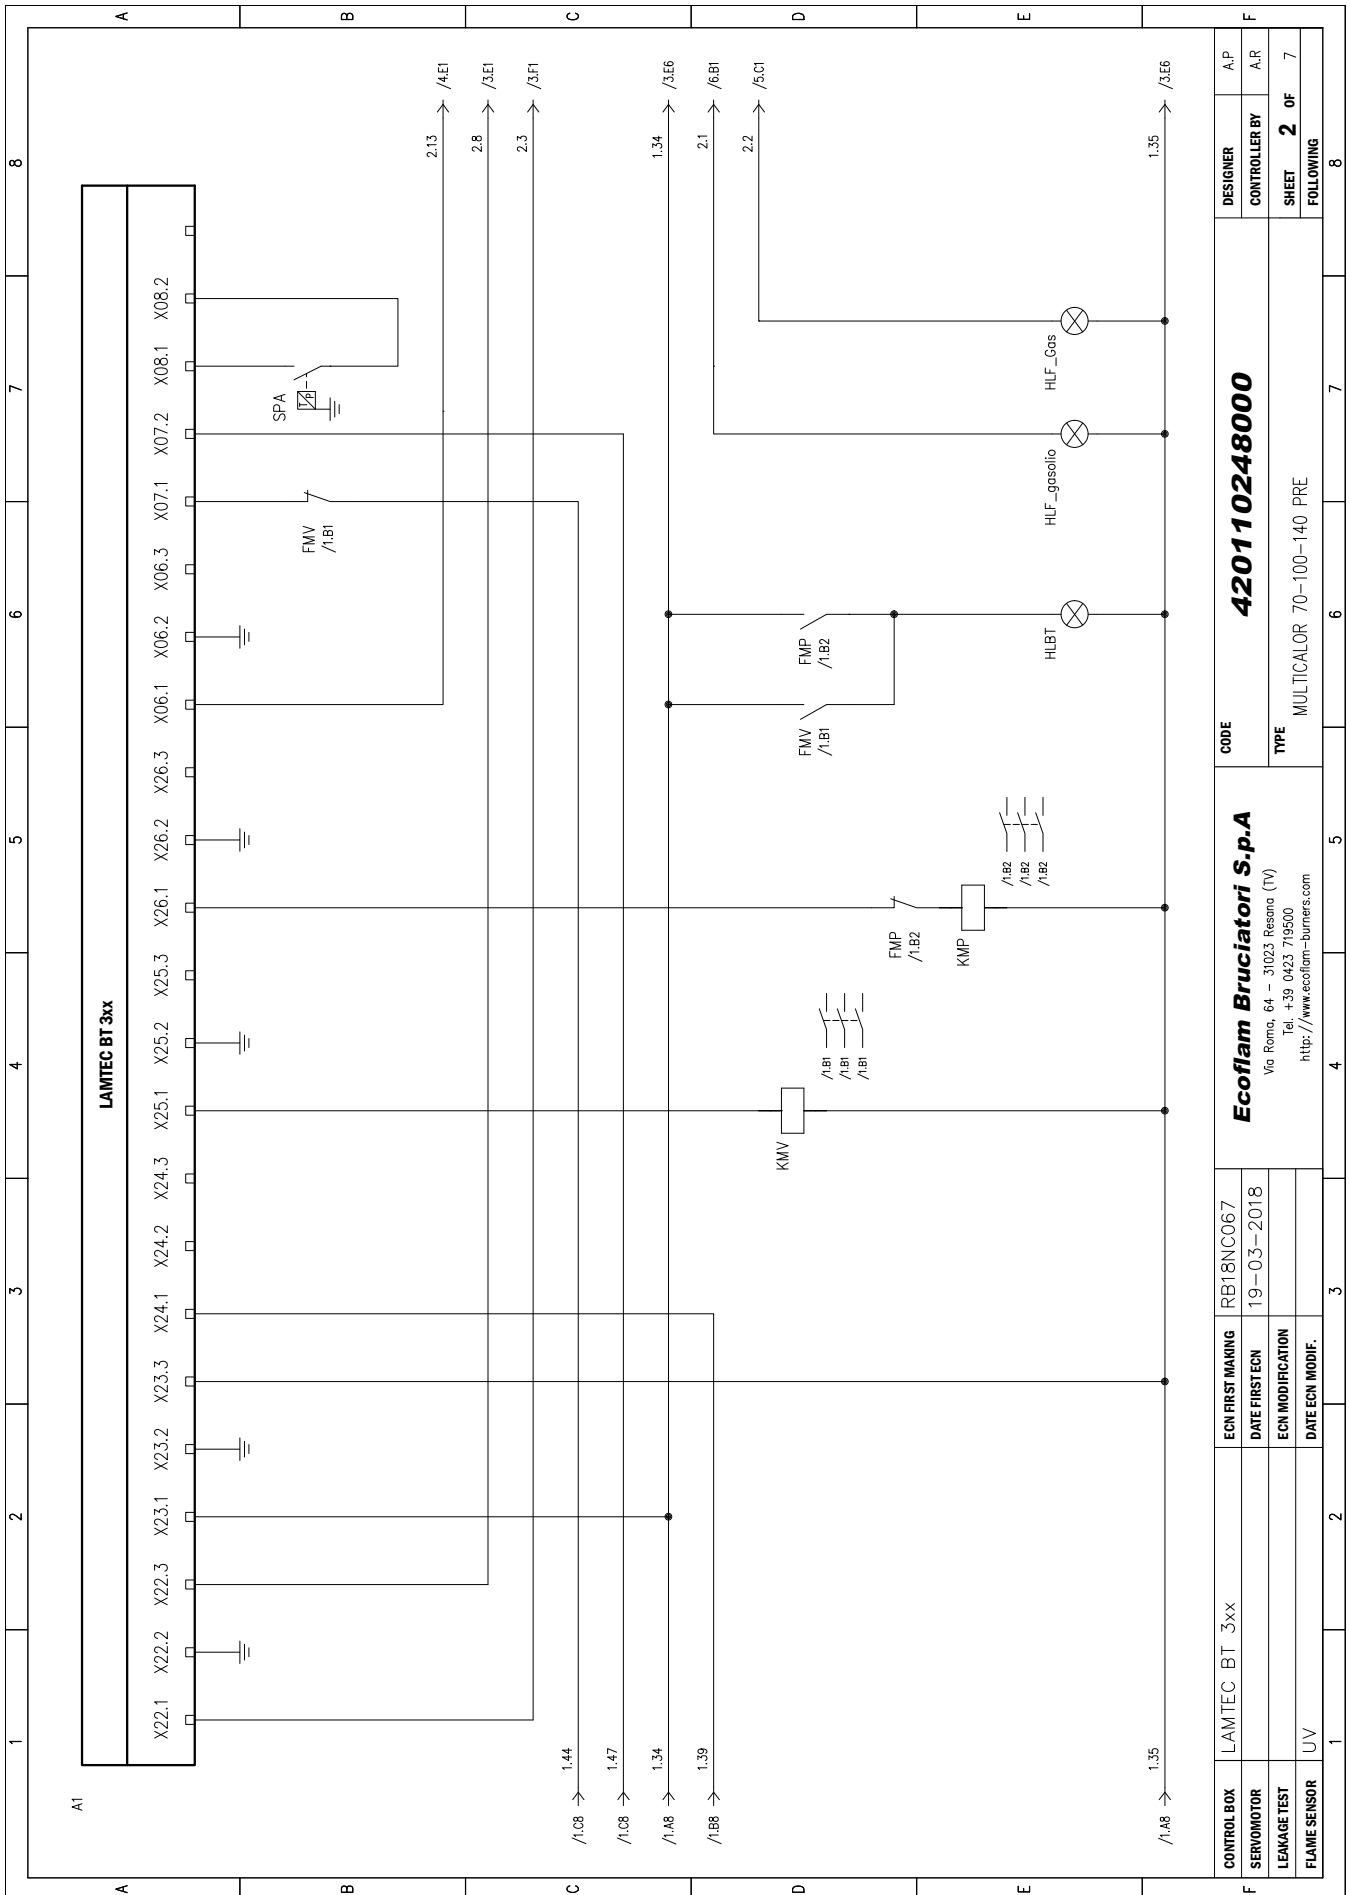 1 2 3 4 5 6 7 8
A A
B B
C C
D D
E E
F F
A1
LAMTEC BT 3xx
X22.1 X22.2 X22.3 X23.1 X23.2 X23.3 X24.1 X24.2 X24.3 X25.1 X25.2 X25.3 X26.1 X26.2 X26.3 X06.1 X06.2 X06.3 X07.1 X07.2 X08.1 X08.2
FMV
/1.B1
SPA
T P
2.13 /4.E1
2.8 /3.E1
2.3 /3.F1
/1.C8 1.44
/1.C8 1.47
/1.A8 1.34
1.34 /3.E6
/1.B8 1.39
2.1 /6.B1
2.2 /5.C1
KMV
/1.B1
/1.B1
/1.B1
FMV
/1.B1
FMP
/1.B2
FMP
/1.B2
KMP
/1.B2
/1.B2
/1.B2
HLBT
HLF_gasolio
HLF_Gas
/1.A8 1.35
1.35 /3.E6
CONTROL BOX LAMTEC BT 3xx
SERVOMOTOR
LEAKAGE TEST
FLAME SENSOR UV
ECN FIRST MAKING RB18NC067
DATE FIRST ECN 19-03-2018
ECN MODIFICATION
DATE ECN MODIF.
Ecoflam Bruciatori S.p.A
Via Roma, 64 - 31023 Resana (TV)
Tel. +39 0423 719500
http://www.ecoflam-burners.com
CODE
420110248000
TYPE
MULTICALOR 70-100-140 PRE
DESIGNER A.P
CONTROLLER BY A.R
SHEET 2 OF 7
FOLLOWING
1 2 3 4 5 6 7 8